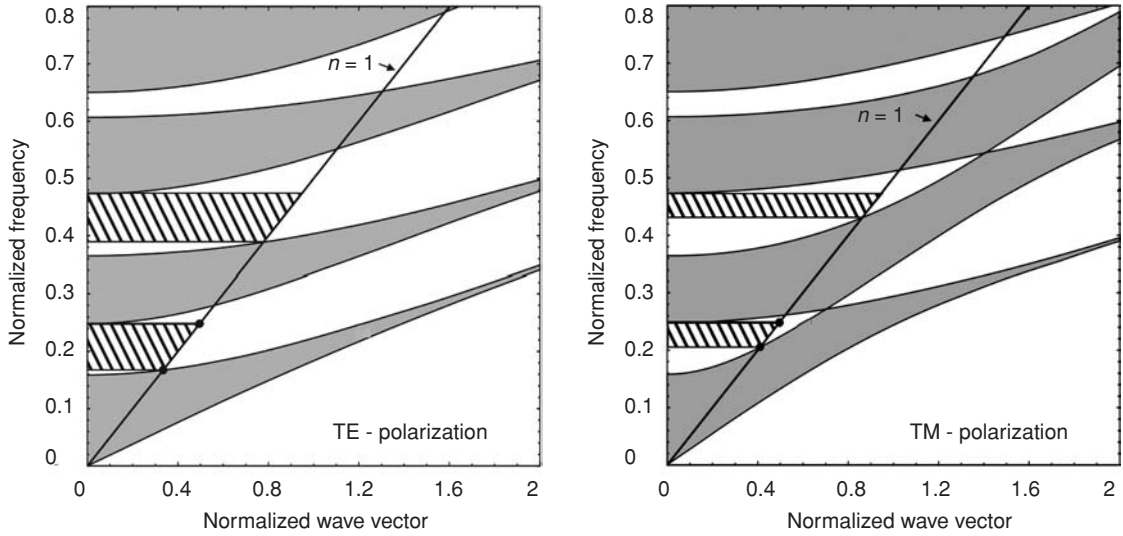 0.8
0.7
0.6
0.5
0.4
0.3
0.2
0.1
0
Normalized frequency
n = 1
TE - polarization
0 0.4 0.8 1.2 1.6 2
Normalized wave vector
0.8
0.7
0.6
0.5
0.4
0.3
0.2
0.1
0
Normalized frequency
n = 1
TM - polarization
0 0.4 0.8 1.2 1.6 2
Normalized wave vector